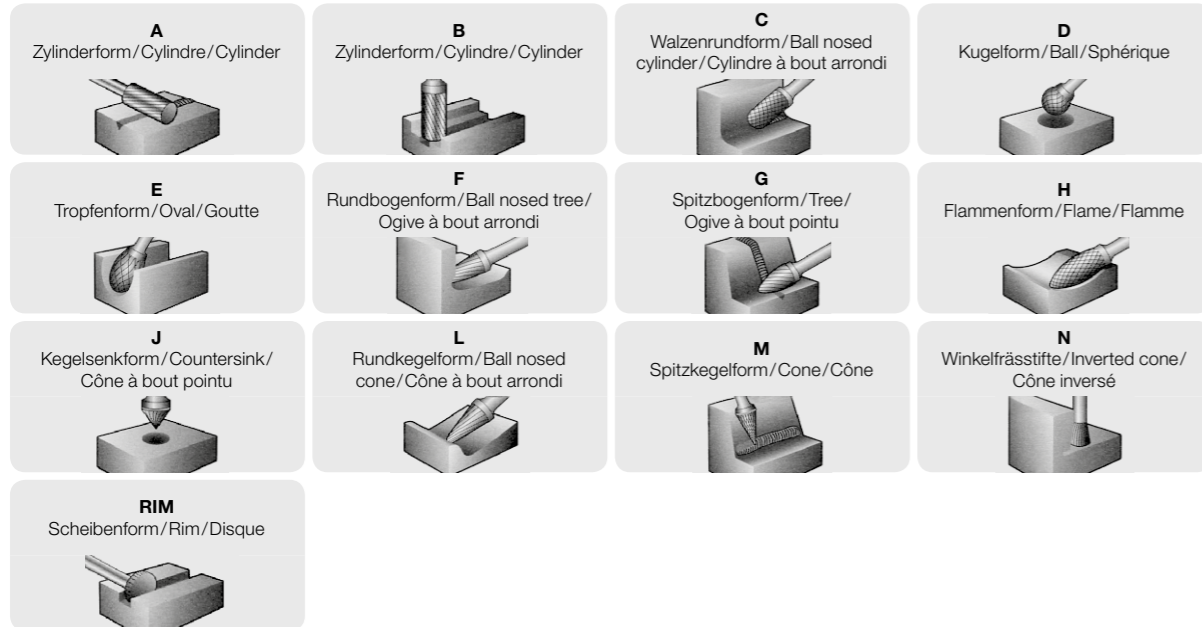 A
Zylinderform/Cylindre/Cylinder
B
Zylinderform/Cylindre/Cylinder
C
Walzenrundform/Ball nosed
cylinder/Cylindre à bout arrondi
D
Kugelform/Ball/Sphérique
E
Tropfenform/Oval/Goutte
F
Rundbogenform/Ball nosed tree/
Ogive à bout arrondi
G
Spitzbogenform/Tree/
Ogive à bout pointu
H
Flammenform/Flame/Flamme
J
Kegelsenkform/Countersink/
Cône à bout pointu
L
Rundkegelform/Ball nosed
cone/Cône à bout arrondi
M
Spitzkegelform/Cone/Cône
N
Winkelfrässtifte/Inverted cone/
Cône inversé
RIM
Scheibenform/Rim/Disque